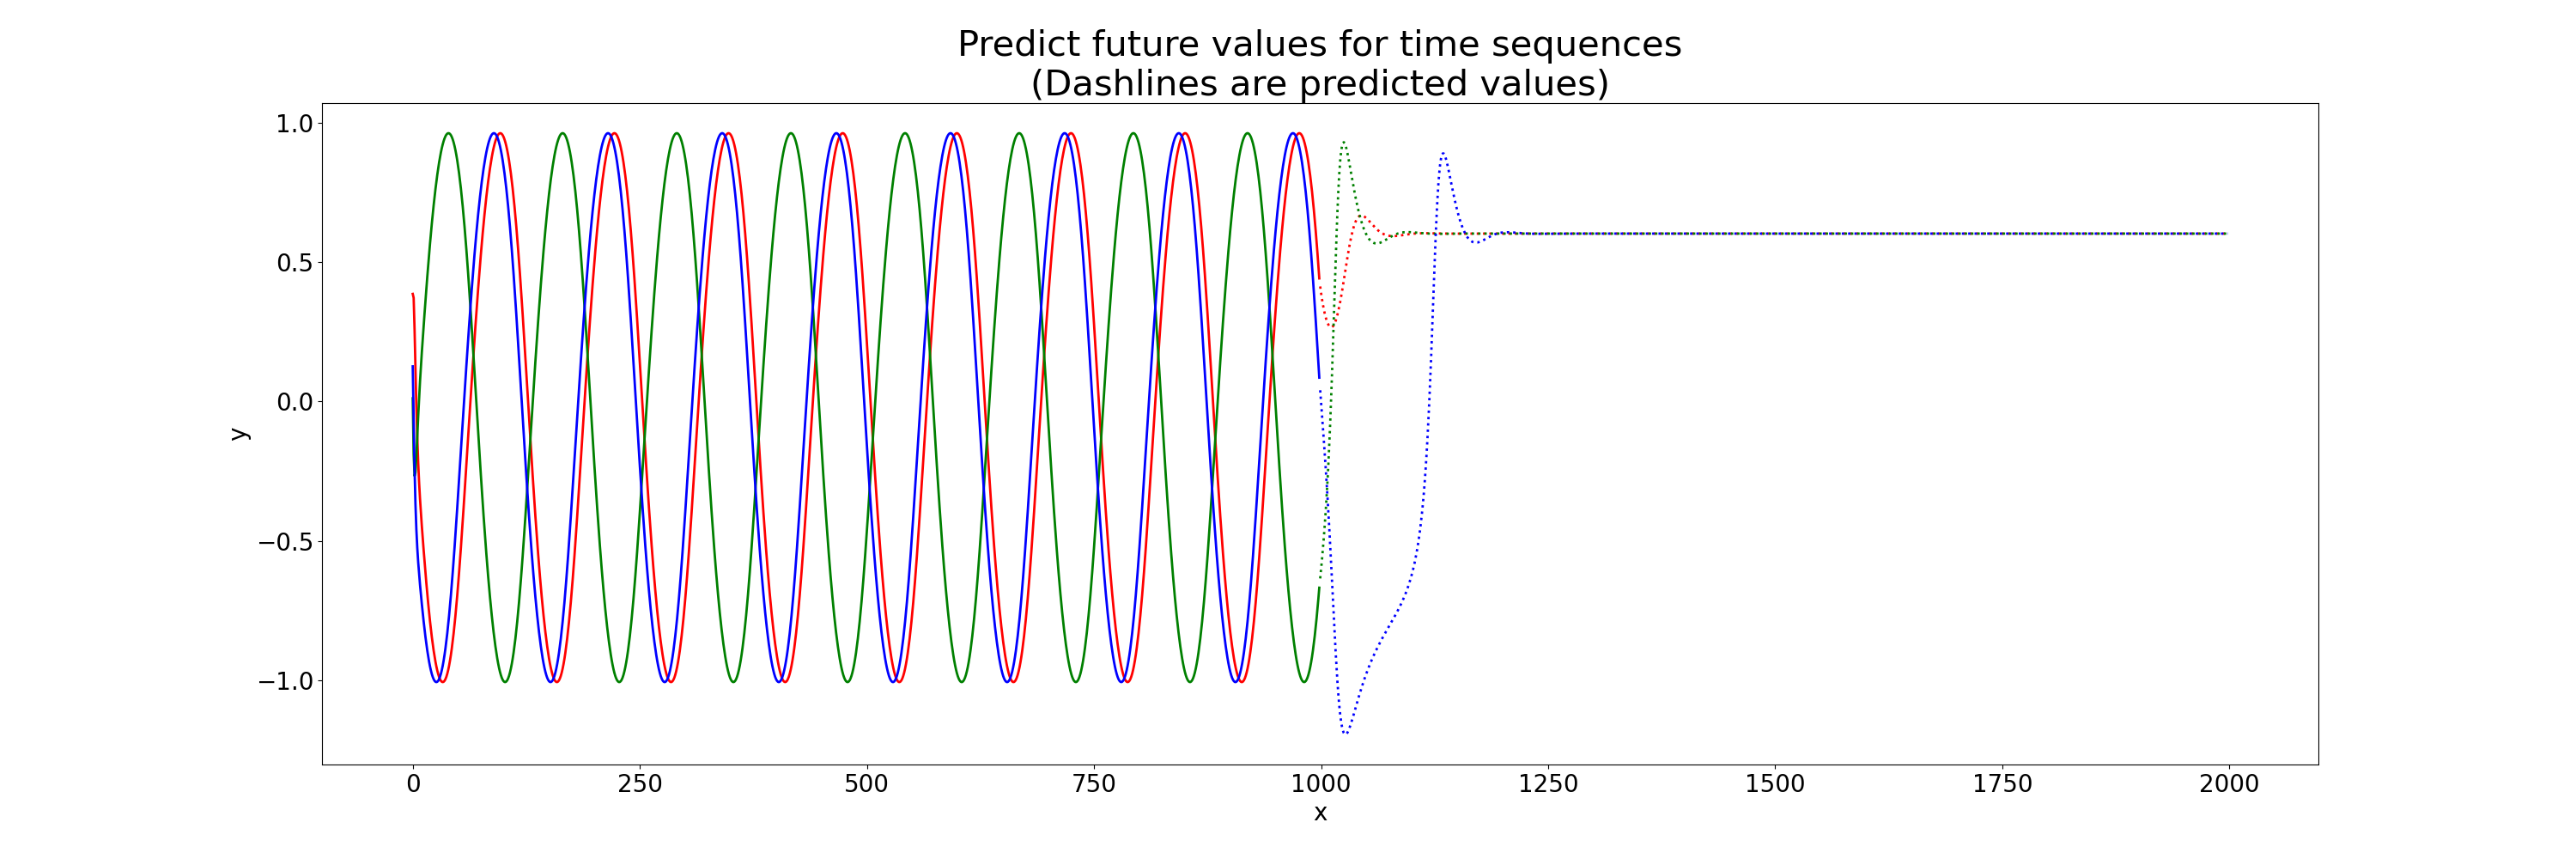 Predict future values for time sequences
(Dashlines are predicted values)
1.0
0.5
0.0
−0.5
−1.0
y
0 250 500 750 1000 1250 1500 1750 2000
x